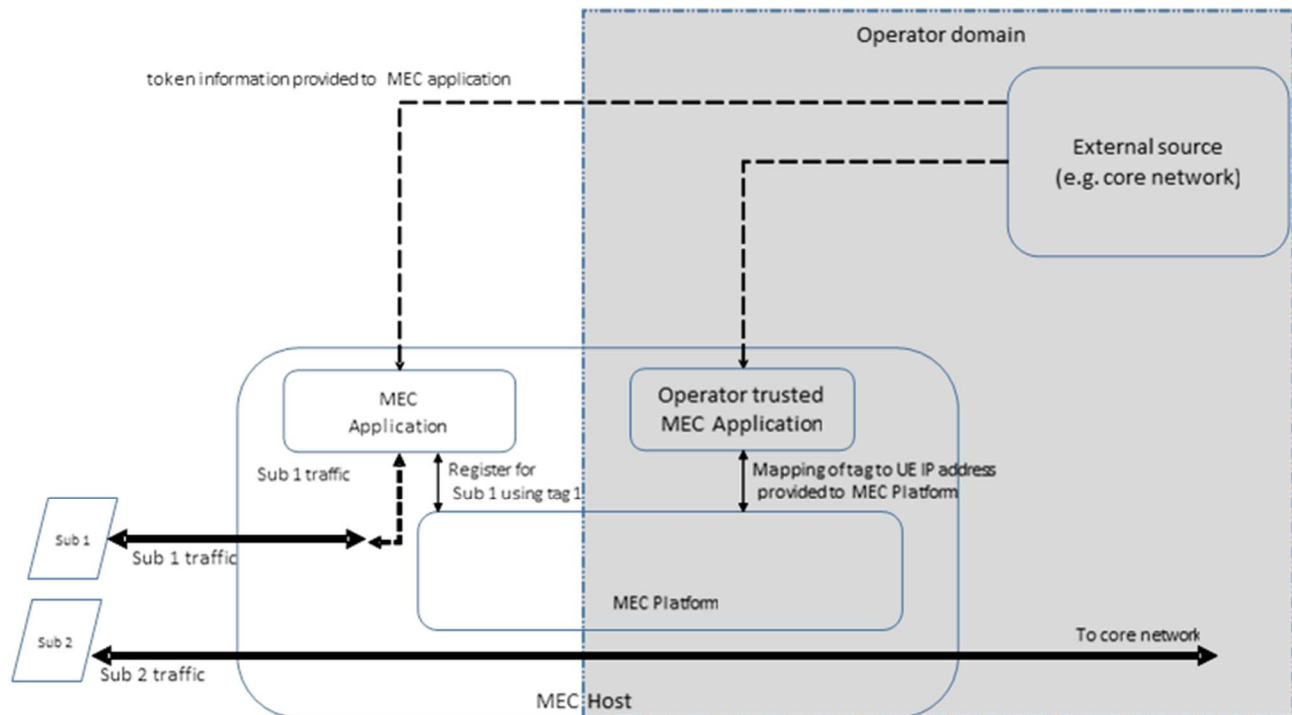 Operator domain
token information provided to MEC application
External source
(e.g. core network)
MEC
Application
Operator trusted
MEC Application
Sub 1 traffic
Register for
Sub 1 using tag 1
Mapping of tag to UE IP address
provided to MEC Platform
Sub 1
Sub 1 traffic
MEC Platform
Sub 2
To core network
Sub 2 traffic
MEC Host